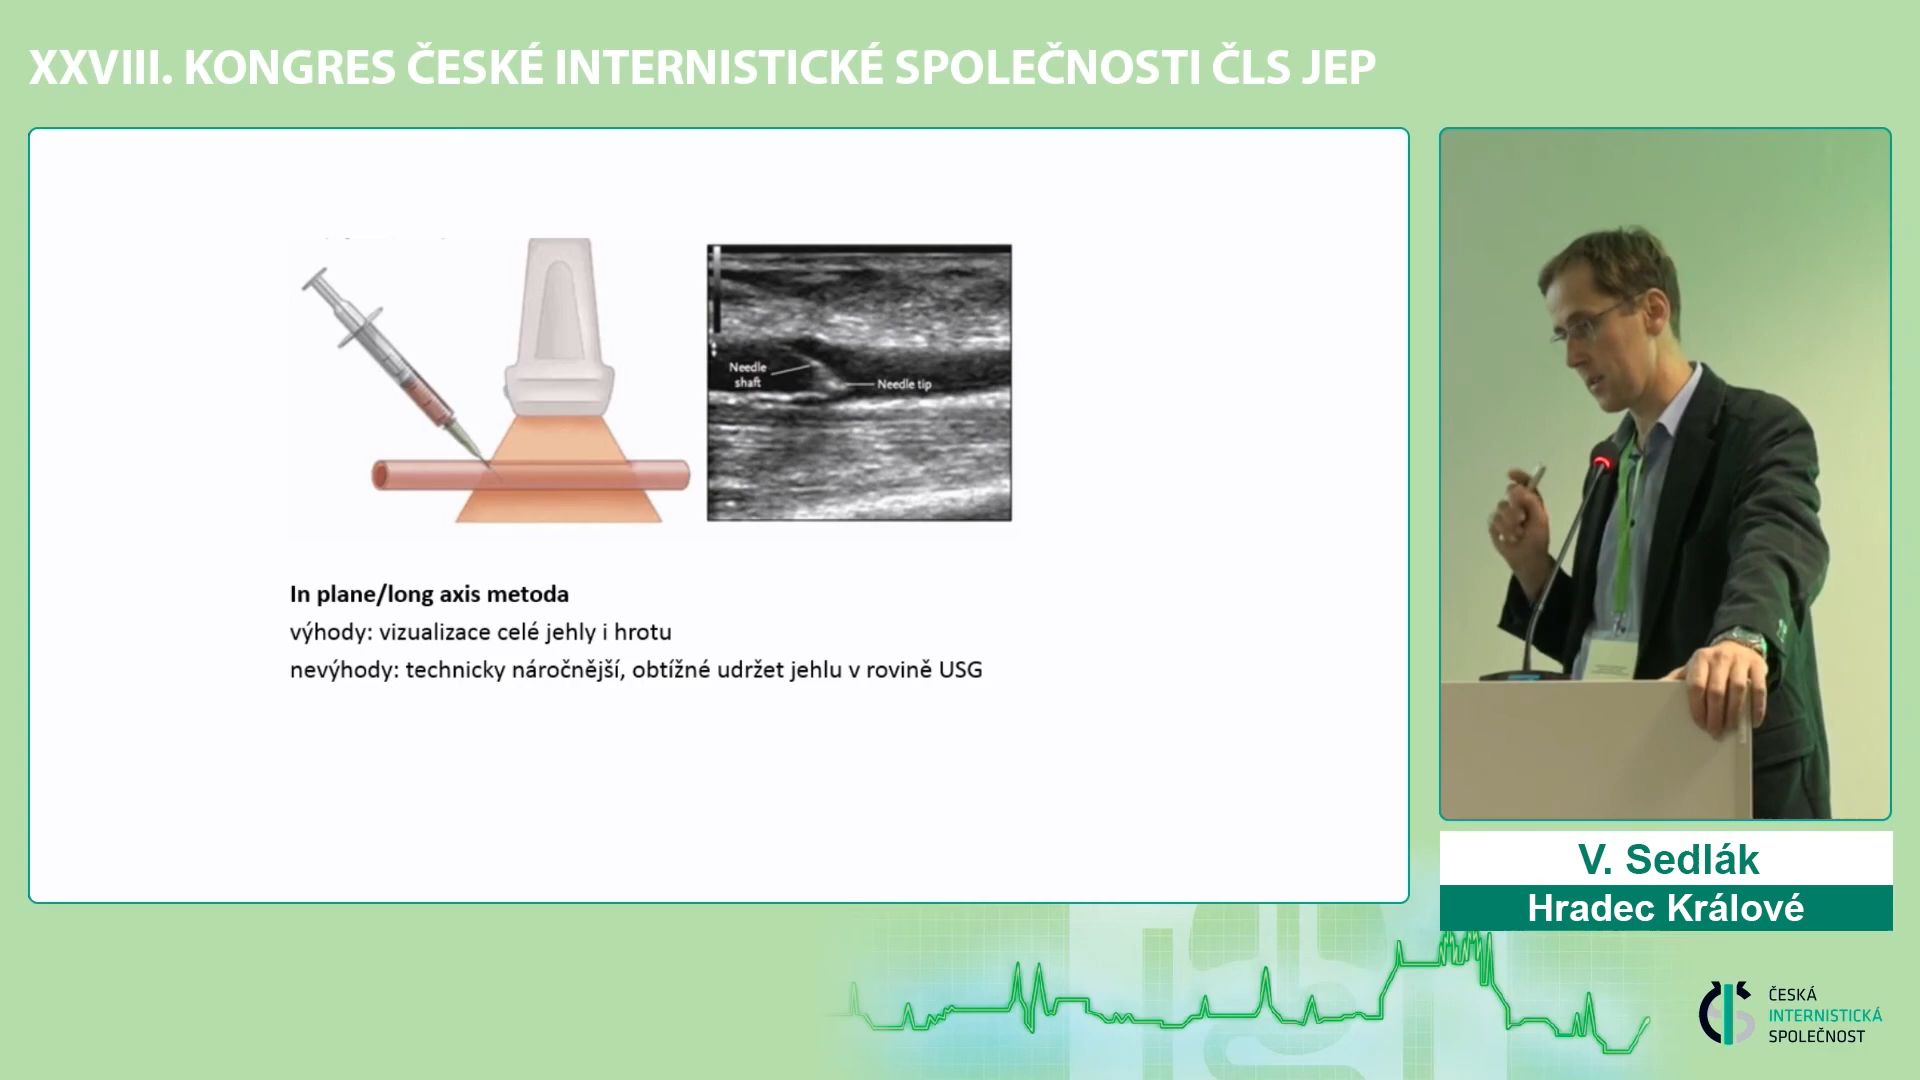 XXVIII. KONGRES ČESKÉ INTERNISTICKÉ SPOLEČNOSTI ČLS JEP
Needle
shaft
Needle tip
In plane/long axis metoda
výhody: vizualizace celé jehly i hrotu
nevýhody: technicky náročnější, obtížné udržet jehlu v rovině USG
V. Sedlák
Hradec Králové
ČESKÁ
INTERNISTICKÁ
SPOLEČNOST